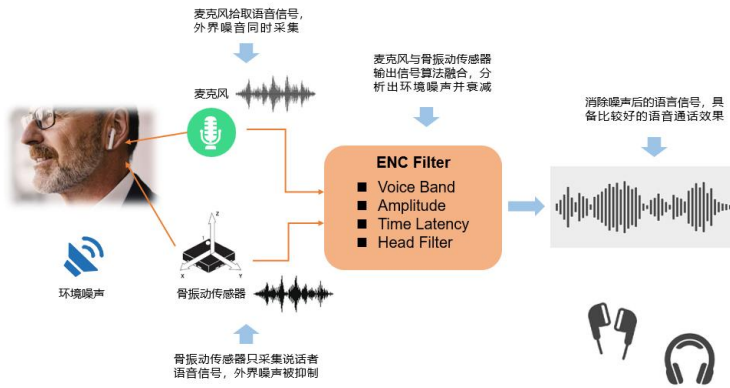 麦克风拾取语音信号，
外界噪音同时采集
麦克风
麦克风与骨振动传感器
输出信号算法融合，分
析出环境噪声并衰减
消除噪声后的语言信号，具
备比较好的语音通话效果
ENC Filter
Voice Band
Amplitude
Time Latency
Head Filter
环境噪声
Z
X
Y
骨振动传感器
骨振动传感器只采集说话者
语音信号，外界噪声被抑制